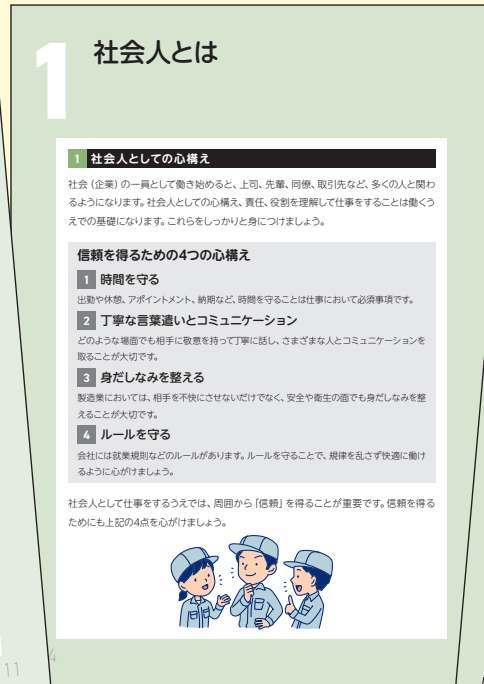 1
社会人とは
1 社会人としての心構え
社会（企業）の一員として働き始めると、上司、先輩、同僚、取引先など、多くの人と関わ
るようになります。社会人としての心構え、責任、役割を理解して仕事をすることは働くう
えでの基礎になります。これらをしっかりと身につけましょう。
信頼を得るための4つの心構え
1 時間を守る
出勤や休憩、アポイントメント、納期など、時間を守ることは仕事において必須事項です。
2 丁寧な言葉遣いとコミュニケーション
どのような場面でも相手に敬意を持って丁寧に話し、さまざまな人とコミュニケーションを
取ることが大切です。
3 身だしなみを整える
製造業においては、相手を不快にさせないだけでなく、安全や衛生の面でも身だしなみを整
えることが大切です。
4 ルールを守る
会社には就業規則などのルールがあります。ルールを守ることで、規律を乱さず快適に働け
るように心がけましょう。
社会人として仕事をするうえでは、周囲から「信頼」を得ることが重要です。信頼を得る
ためにも上記の4点を心がけましょう。
4
11